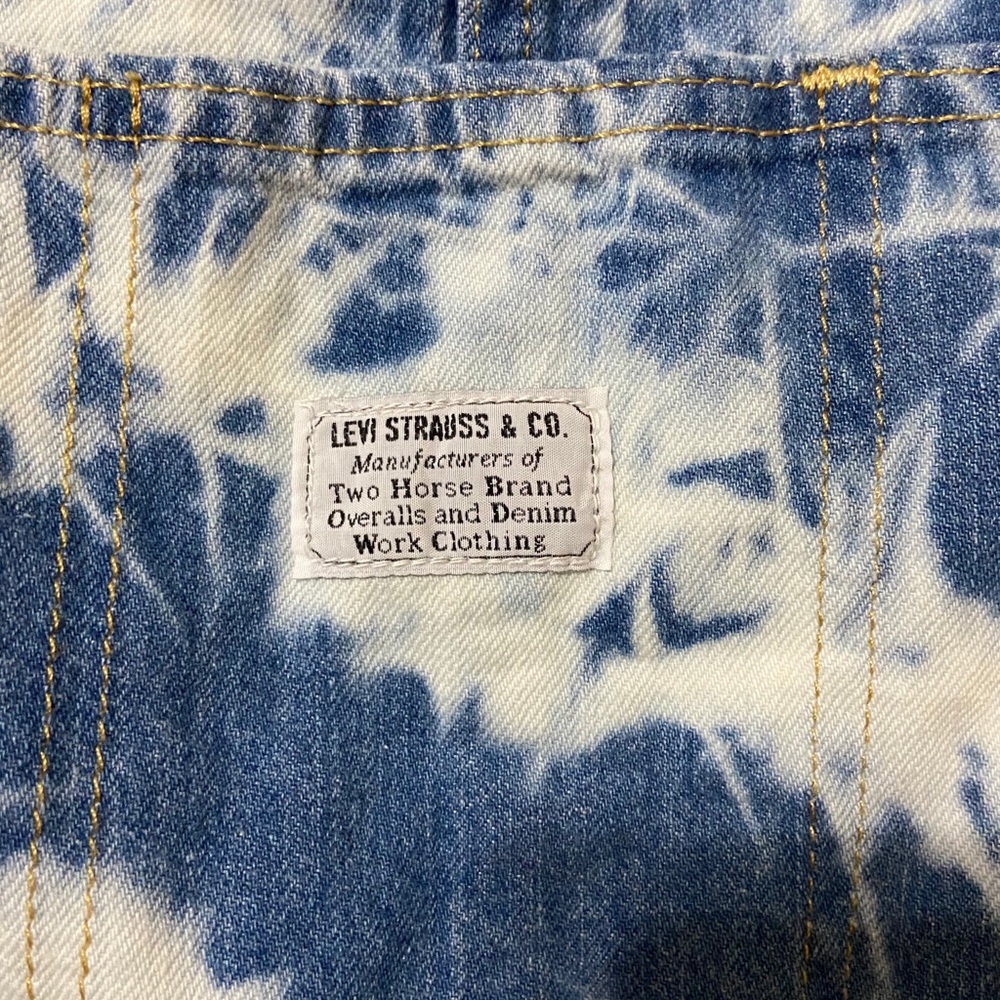 LEVI STRAUSS & CO.
Manufacturers of
Two Horse Brand
Overalls and Denim
Work Clothing